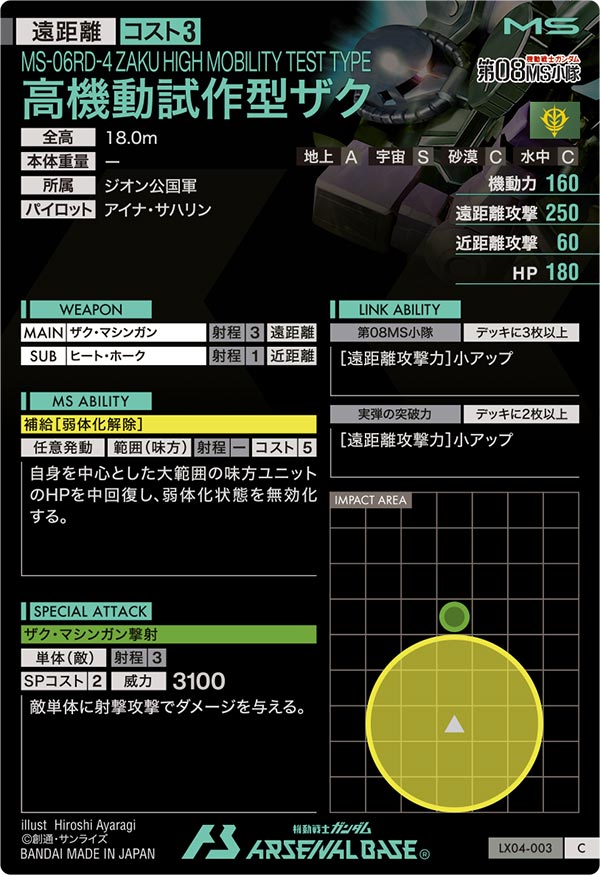 遠距離 コスト3
MS
MS-06RD-4 ZAKU HIGH MOBILITY TEST TYPE
高機動試作型ザク
機動戦士ガンダム
第08MS小隊
全高 18.0m
本体重量 ―
所属 ジオン公国軍
パイロット アイナ・サハリン
地上 A 宇宙 S 砂漠 C 水中 C
機動力 160
遠距離攻撃 250
近距離攻撃 60
HP 180
WEAPON
MAIN ザク・マシンガン 射程 3 遠距離
SUB ヒート・ホーク 射程 1 近距離
MS ABILITY
補給[弱体化解除]
任意発動 範囲(味方) 射程 ― コスト 5
自身を中心とした大範囲の味方ユニット
のHPを中回復し、弱体化状態を無効化
する。
SPECIAL ATTACK
ザク・マシンガン撃射
単体(敵) 射程 3
SPコスト 2 威力 3100
敵単体に射撃攻撃でダメージを与える。
LINK ABILITY
第08MS小隊 デッキに3枚以上
[遠距離攻撃力]小アップ
実弾の突破力 デッキに2枚以上
[遠距離攻撃力]小アップ
IMPACT AREA
illust Hiroshi Ayaragi
©創通・サンライズ
BANDAI MADE IN JAPAN
機動戦士ガンダム
ARSENAL BASE®
LX04-003 C